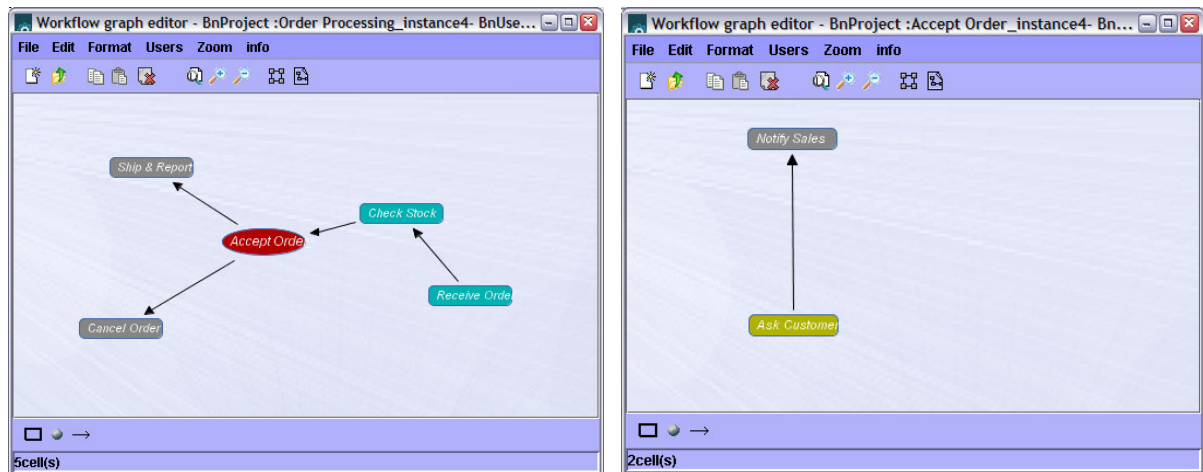 Workflow graph editor - BnProject :Order Processing_instance4- BnUse...
File Edit Format Users Zoom info
Ship & Report
Check Stock
Accept Orde
Receive Orde
Cancel Order
5cell(s)
Workflow graph editor - BnProject :Accept Order_instance4- Bn...
File Edit Format Users Zoom info
Notify Sales
Ask Customer
2cell(s)